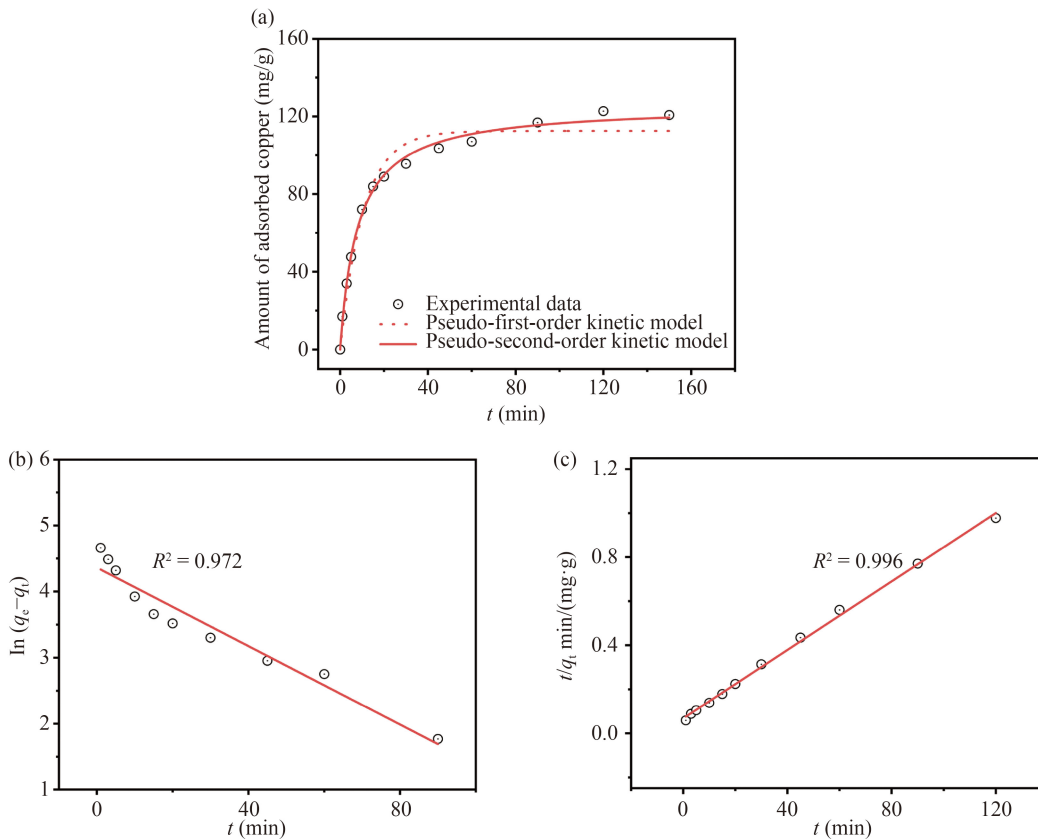 (a)
160
120
80
40
0
Amount of adsorbed copper (mg/g)
Experimental data
Pseudo-first-order kinetic model
Pseudo-second-order kinetic model
0 40 80 120 160
t (min)
(b)
6
5
4
3
2
1
ln (qe−qt)
R² = 0.972
0 40 80
t (min)
(c)
1.2
0.8
0.4
0.0
t/qt min/(mg·g)
R² = 0.996
0 40 80 120
t (min)